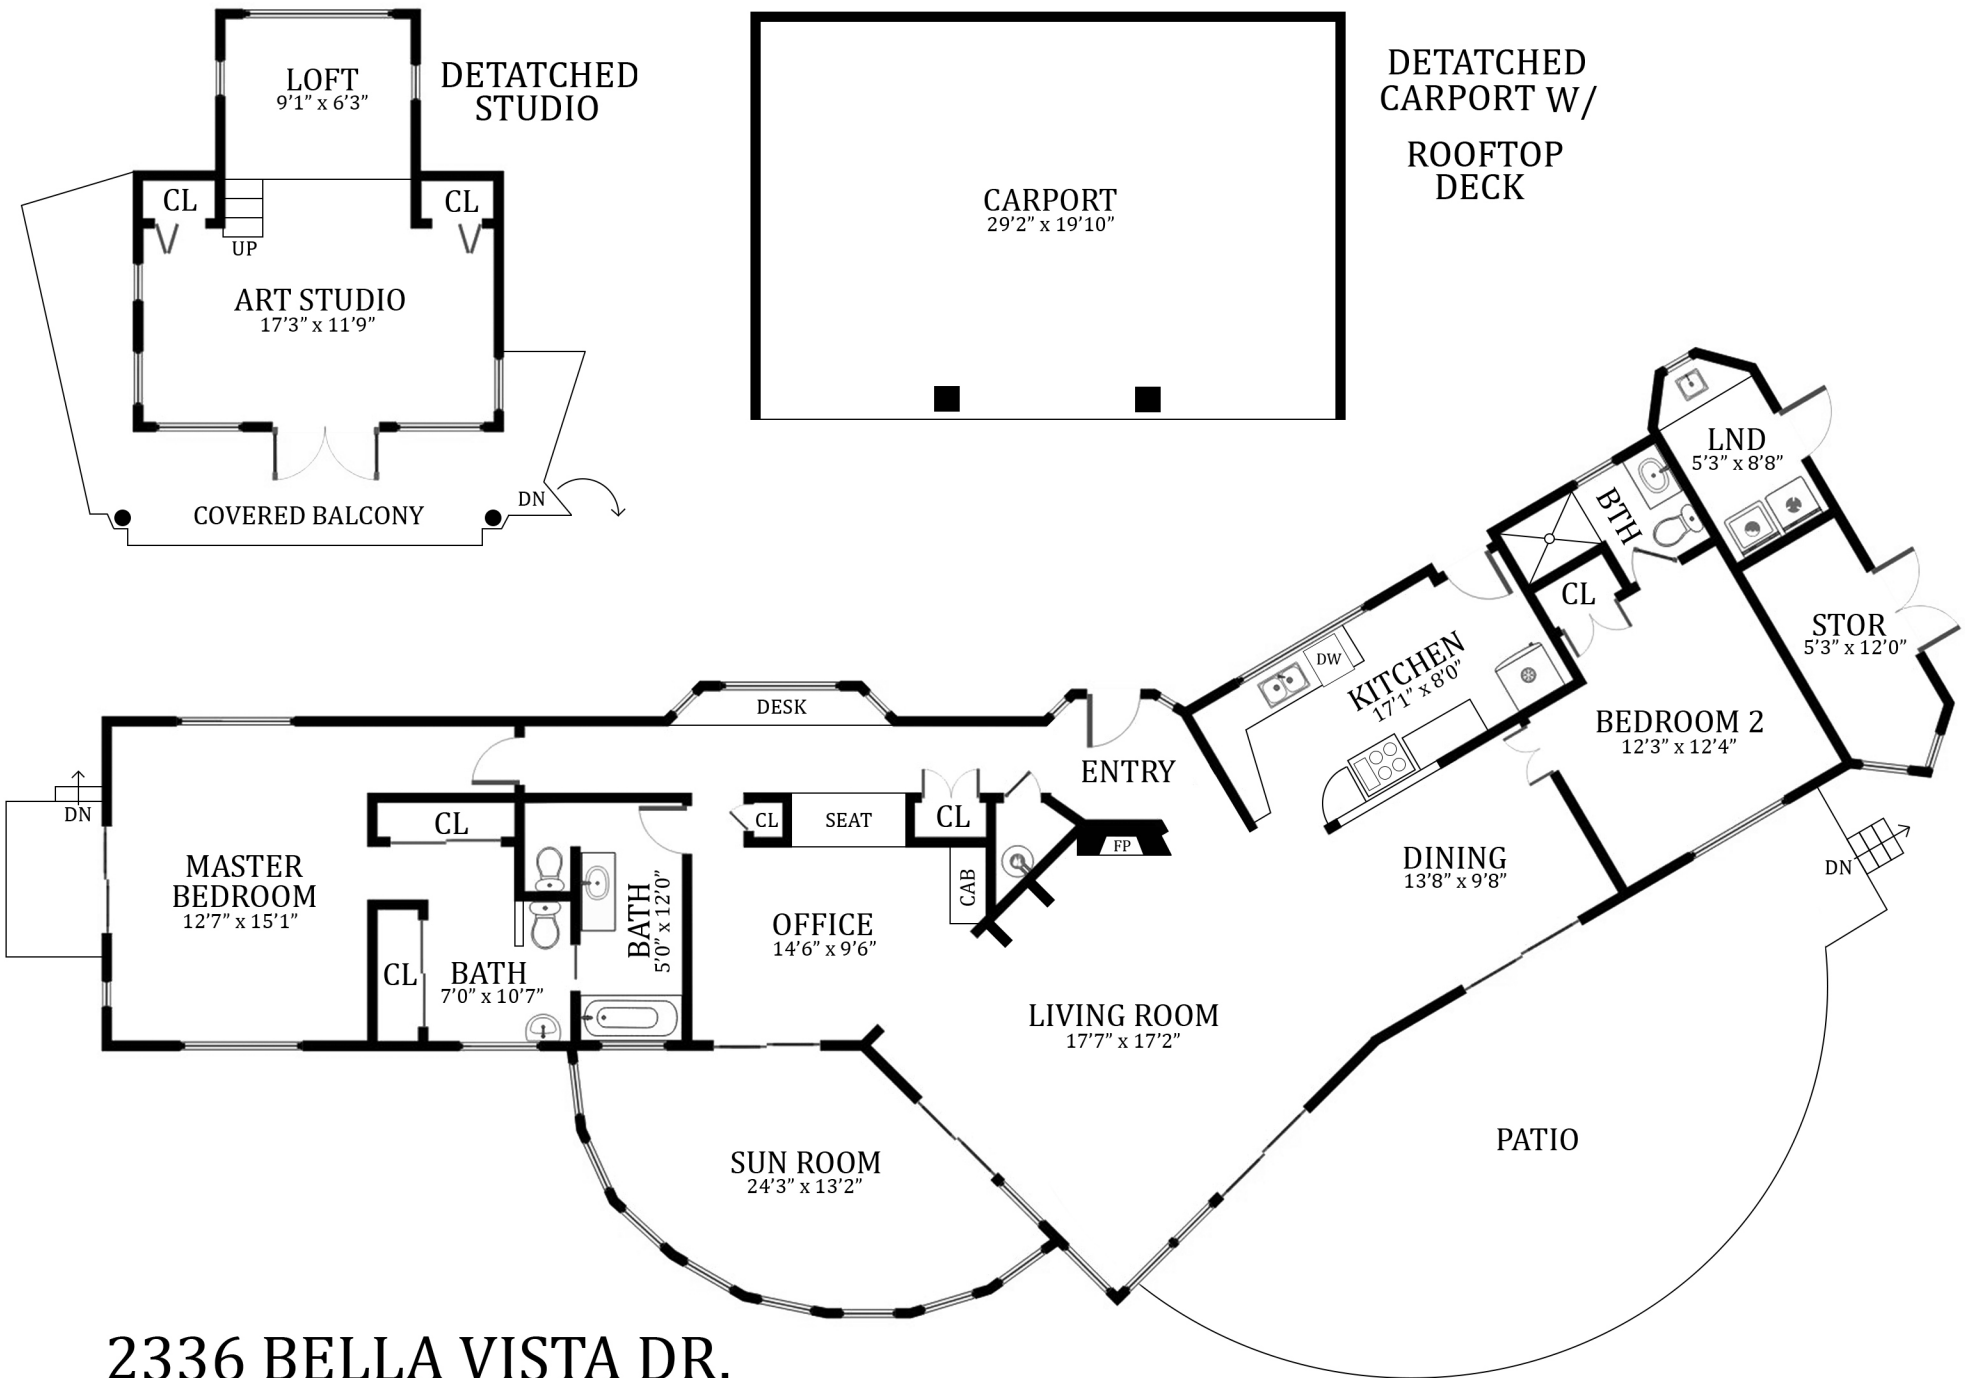 LOFT
9’1” x 6’3”
DETATCHED
STUDIO
CL
CL
UP
ART STUDIO
17’3” x 11’9”
COVERED BALCONY
DN
CARPORT
29’2” x 19’10”
DETATCHED
CARPORT W/
ROOFTOP
DECK
LND
5’3” x 8’8”
BTH
CL
STOR
5’3” x 12’0”
DW
KITCHEN
17’1” x 8’0”
BEDROOM 2
12’3” x 12’4”
DESK
ENTRY
DN
CL
CL
SEAT
CL
FP
MASTER
BEDROOM
12’7” x 15’1”
CL
BATH
7’0” x 10’7”
BATH
5’0” x 12’0”
OFFICE
14’6” x 9’6”
CAB
DINING
13’8” x 9’8”
DN
LIVING ROOM
17’7” x 17’2”
SUN ROOM
24’3” x 13’2”
PATIO
2336 BELLA VISTA DR.